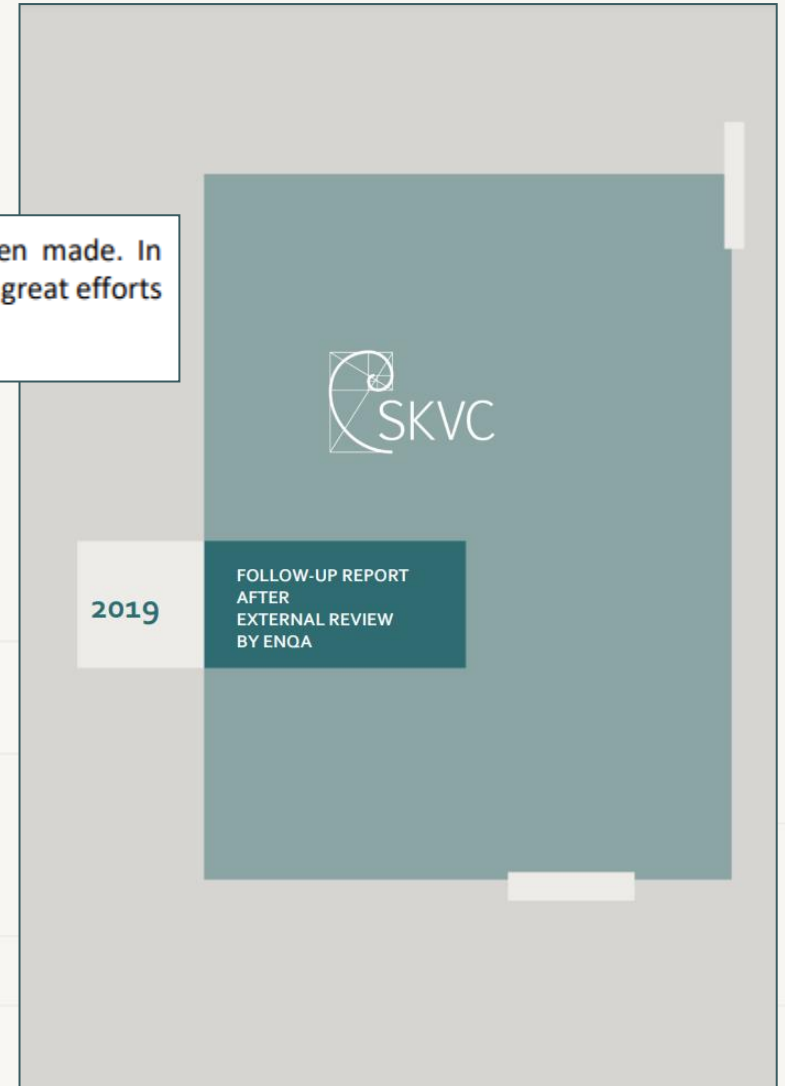 en made. In
great efforts
SKVC
2019
FOLLOW-UP REPORT
AFTER
EXTERNAL REVIEW
BY ENQA